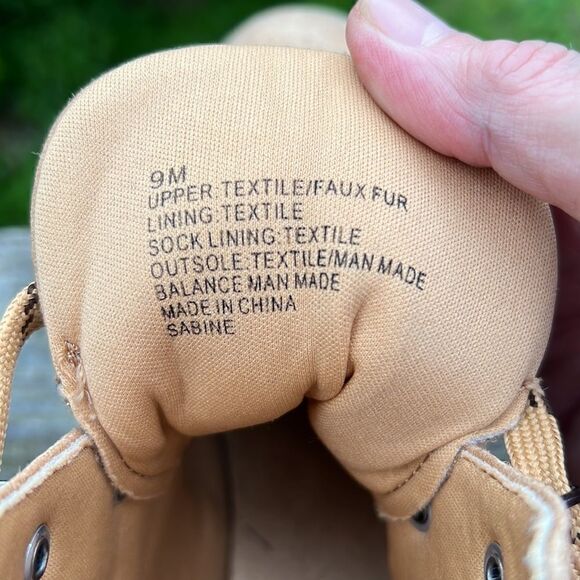 9M
UPPER TEXTILE/FAUX FUR
LINING:TEXTILE
SOCK LINING:TEXTILE
OUTSOLE TEXTILE/MAN MADE
BALANCE MAN MADE
MADE IN CHINA
SABINE